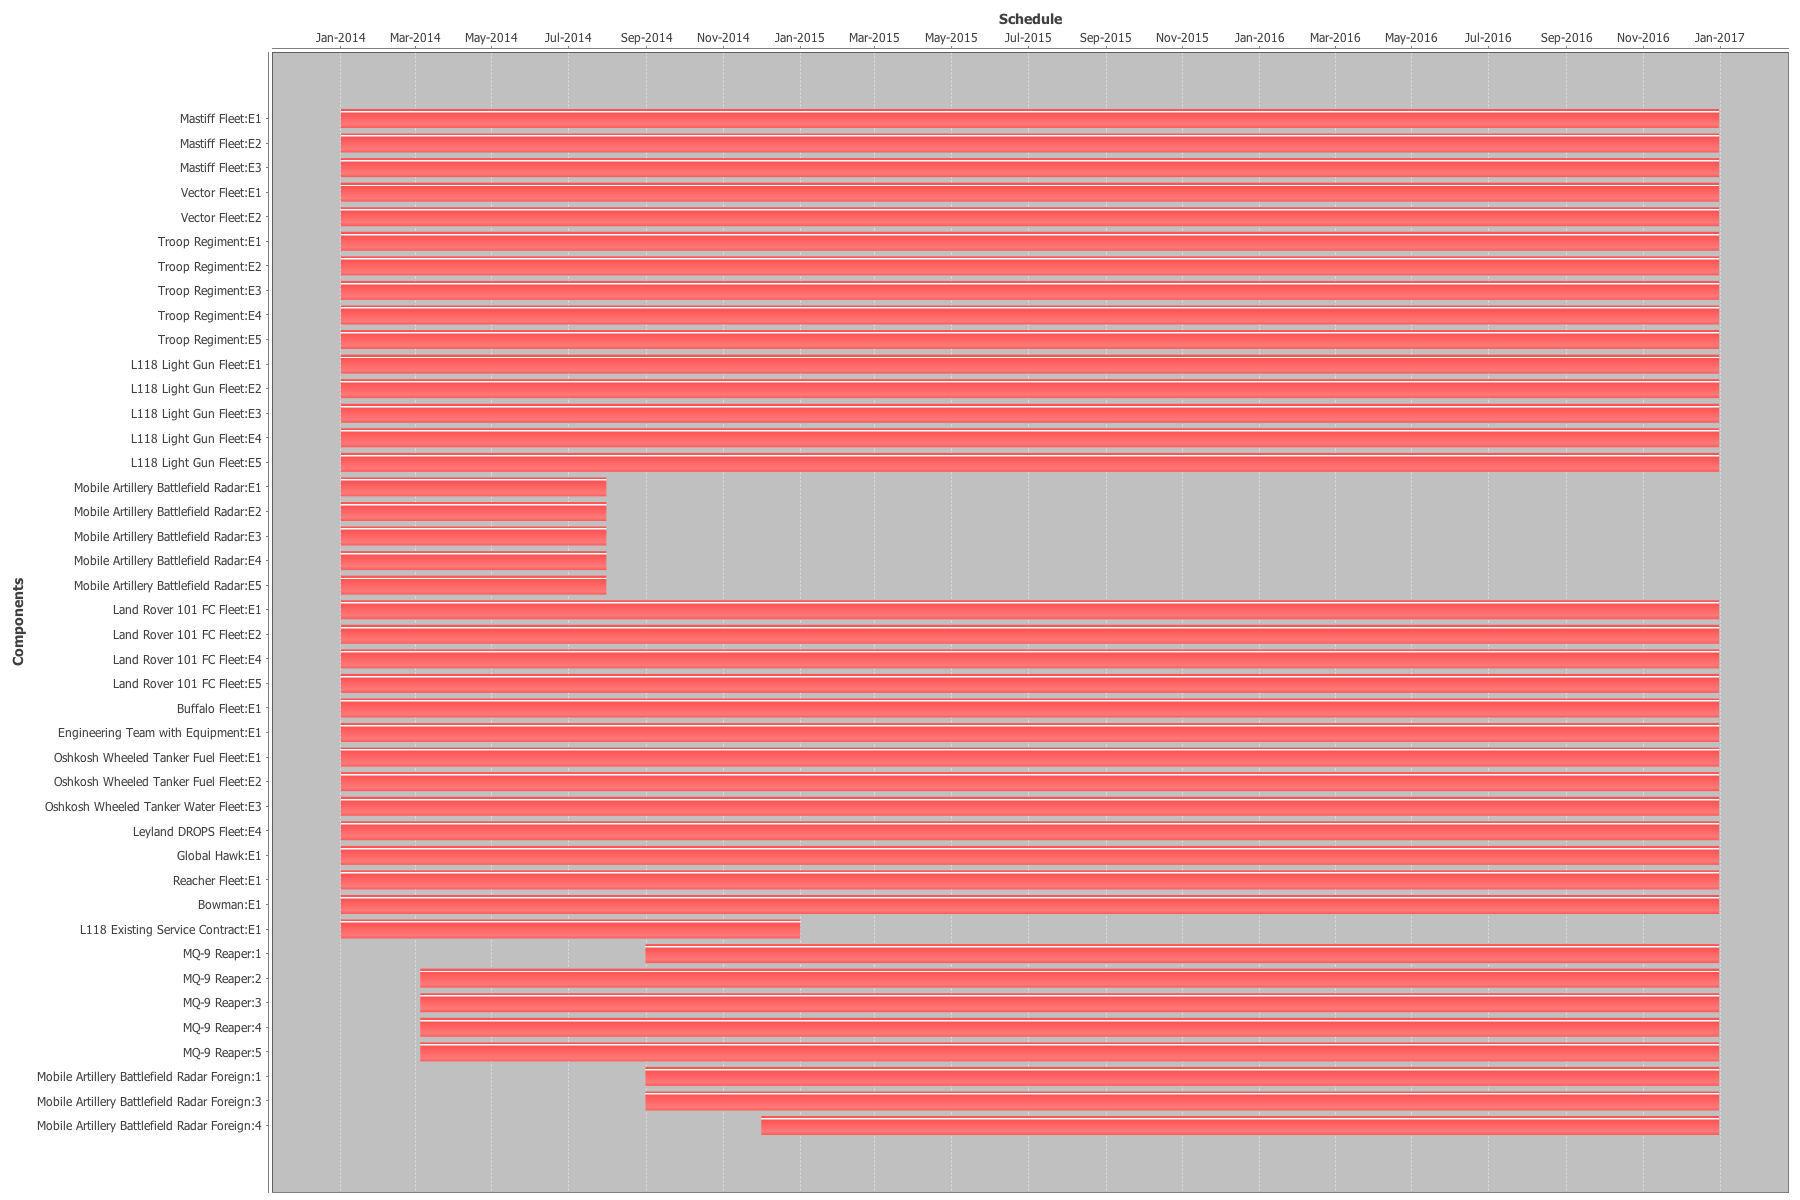 Schedule
Jan-2014 Mar-2014 May-2014 Jul-2014 Sep-2014 Nov-2014 Jan-2015 Mar-2015 May-2015 Jul-2015 Sep-2015 Nov-2015 Jan-2016 Mar-2016 May-2016 Jul-2016 Sep-2016 Nov-2016 Jan-2017
Components
Mastiff Fleet:E1
Mastiff Fleet:E2
Mastiff Fleet:E3
Vector Fleet:E1
Vector Fleet:E2
Troop Regiment:E1
Troop Regiment:E2
Troop Regiment:E3
Troop Regiment:E4
Troop Regiment:E5
L118 Light Gun Fleet:E1
L118 Light Gun Fleet:E2
L118 Light Gun Fleet:E3
L118 Light Gun Fleet:E4
L118 Light Gun Fleet:E5
Mobile Artillery Battlefield Radar:E1
Mobile Artillery Battlefield Radar:E2
Mobile Artillery Battlefield Radar:E3
Mobile Artillery Battlefield Radar:E4
Mobile Artillery Battlefield Radar:E5
Land Rover 101 FC Fleet:E1
Land Rover 101 FC Fleet:E2
Land Rover 101 FC Fleet:E4
Land Rover 101 FC Fleet:E5
Buffalo Fleet:E1
Engineering Team with Equipment:E1
Oshkosh Wheeled Tanker Fuel Fleet:E1
Oshkosh Wheeled Tanker Fuel Fleet:E2
Oshkosh Wheeled Tanker Water Fleet:E3
Leyland DROPS Fleet:E4
Global Hawk:E1
Reacher Fleet:E1
Bowman:E1
L118 Existing Service Contract:E1
MQ-9 Reaper:1
MQ-9 Reaper:2
MQ-9 Reaper:3
MQ-9 Reaper:4
MQ-9 Reaper:5
Mobile Artillery Battlefield Radar Foreign:1
Mobile Artillery Battlefield Radar Foreign:3
Mobile Artillery Battlefield Radar Foreign:4